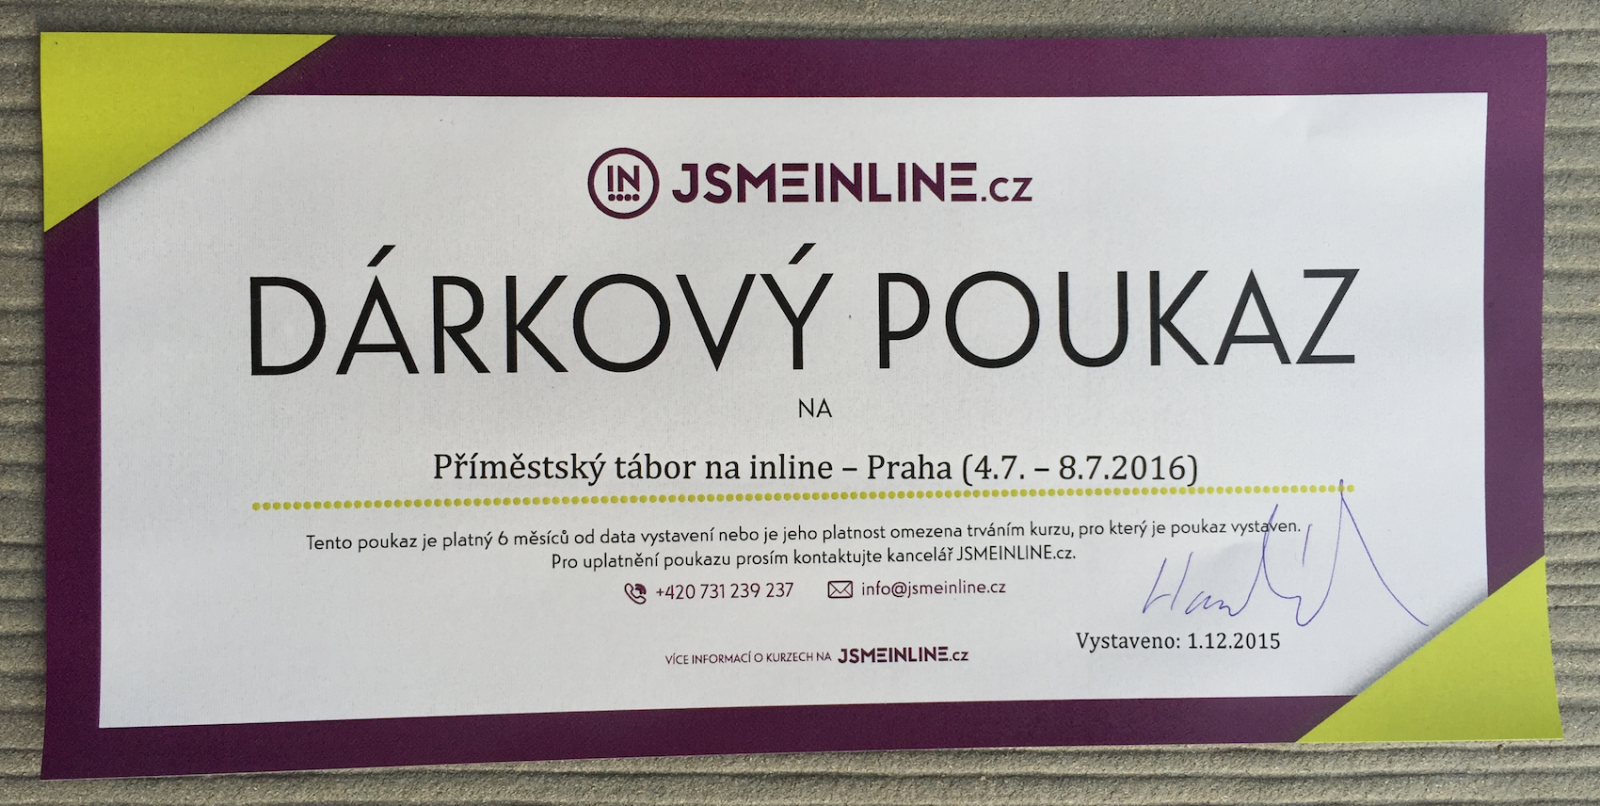 IN JSMEINLINE.CZ
DÁRKOVÝ POUKAZ
NA
Příměstský tábor na inline – Praha (4.7. – 8.7.2016)
Tento poukaz je platný 6 měsíců od data vystavení nebo je jeho platnost omezena trváním kurzu, pro který je poukaz vystaven.
Pro uplatnění poukazu prosím kontaktujte kancelář JSMEINLINE.cz.
+420 731 239 237 info@jsmeinline.cz
Vystaveno: 1.12.2015
VÍCE INFORMACÍ O KURZECH NA JSMEINLINE.CZ